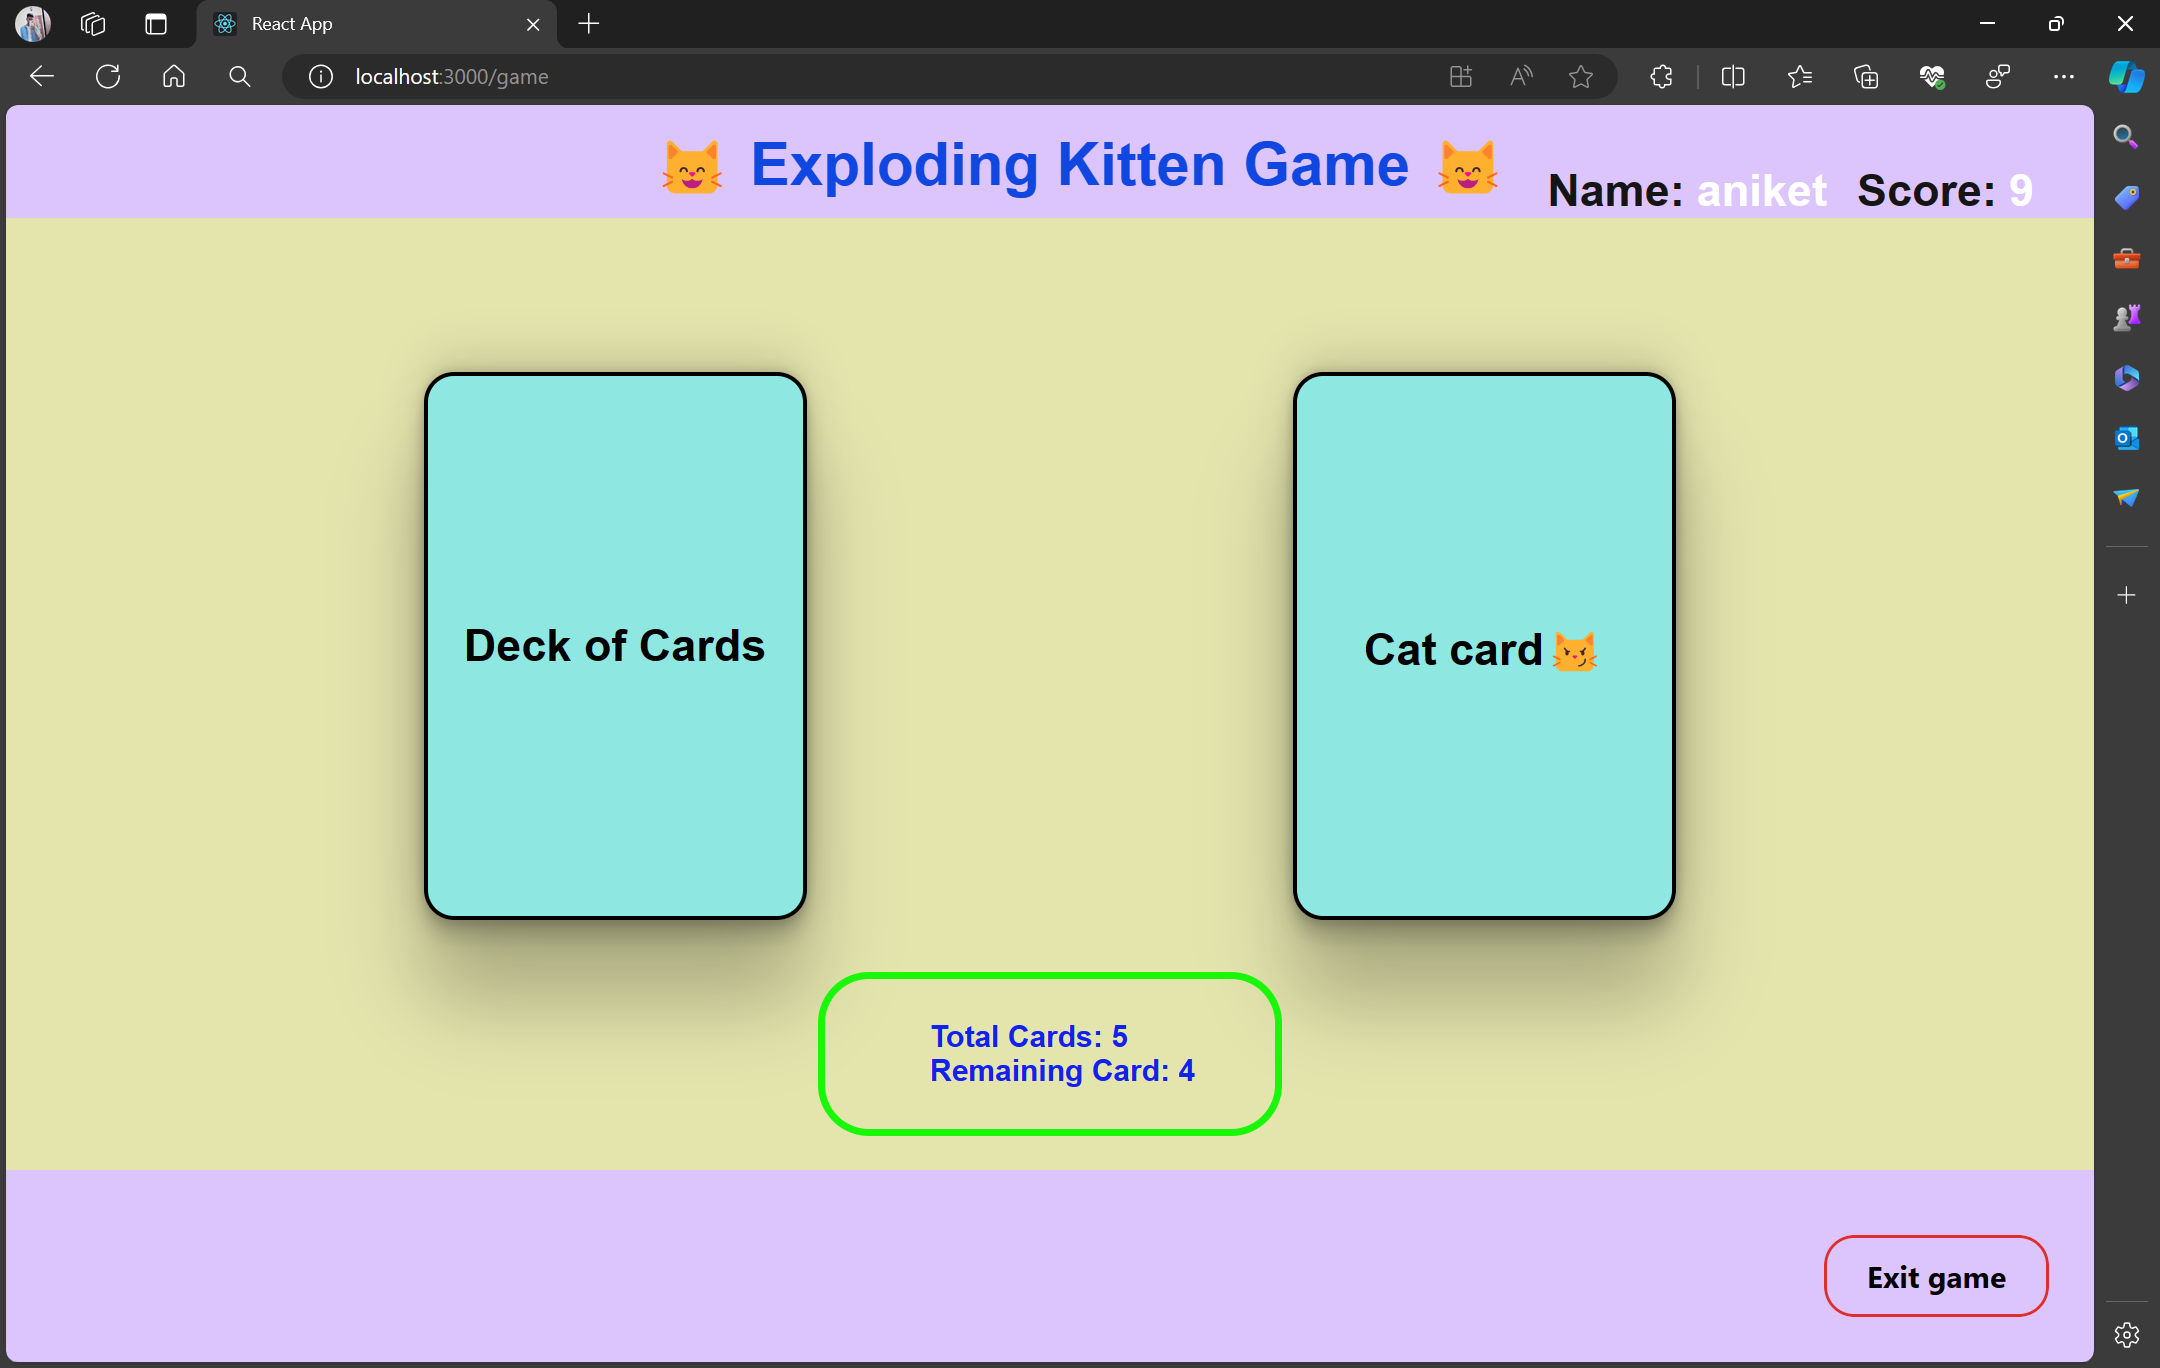 React App
localhost:3000/game
Exploding Kitten Game
Name: aniket Score: 9
Deck of Cards
Cat card
Total Cards: 5
Remaining Card: 4
Exit game